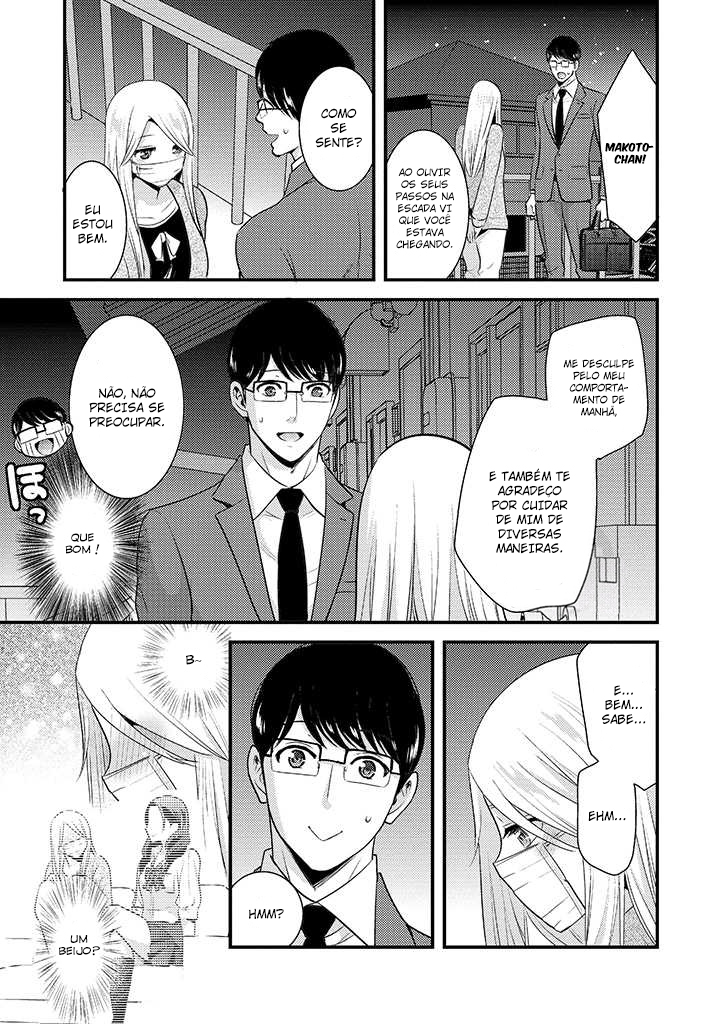 MAKOTO-
CHAN!
AO OUVIR
OS SEUS
PASSOS NA
ESCADA VI
QUE VOCÊ
ESTAVA
CHEGANDO.
COMO
SE
SENTE?
EU
ESTOU
BEM.
ME DESCULPE
PELO MEU
COMPORTA-
MENTO DE
MANHÃ,
E TAMBÉM TE
AGRADEÇO
POR CUIDAR
DE MIM DE
DIVERSAS
MANEIRAS.
NÃO, NÃO
PRECISA SE
PREOCUPAR.
ほっ
QUE
BOM!
E...
BEM...
SABE...
EHM...
HMM?
B~
UM
BEIJO?